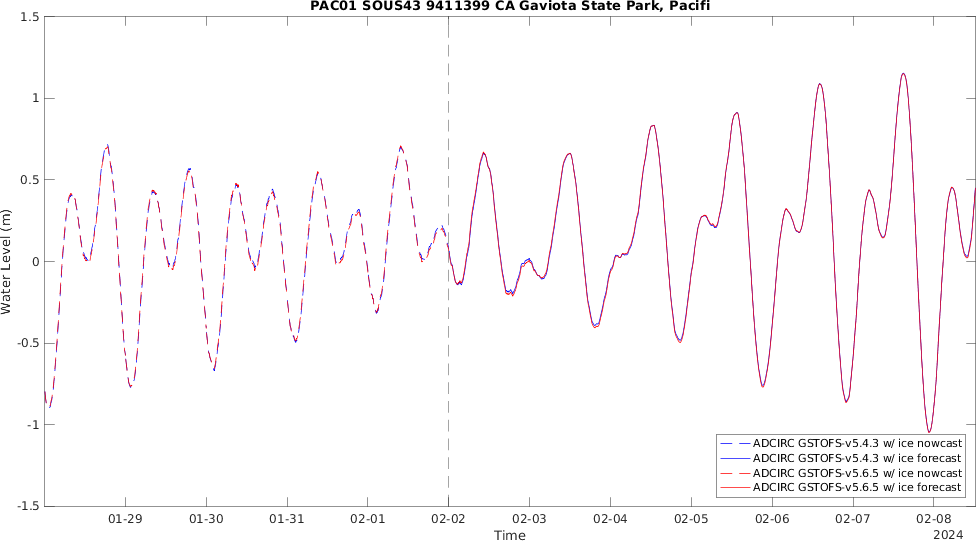 PAC01 SOUS43 9411399 CA Gaviota State Park, Pacifi
1.5
1
0.5
0
-0.5
-1
-1.5
Water Level (m)
01-29 01-30 01-31 02-01 02-02 02-03 02-04 02-05 02-06 02-07 02-08
Time
2024
ADCIRC GSTOFS-v5.4.3 w/ ice nowcast
ADCIRC GSTOFS-v5.4.3 w/ ice forecast
ADCIRC GSTOFS-v5.6.5 w/ ice nowcast
ADCIRC GSTOFS-v5.6.5 w/ ice forecast